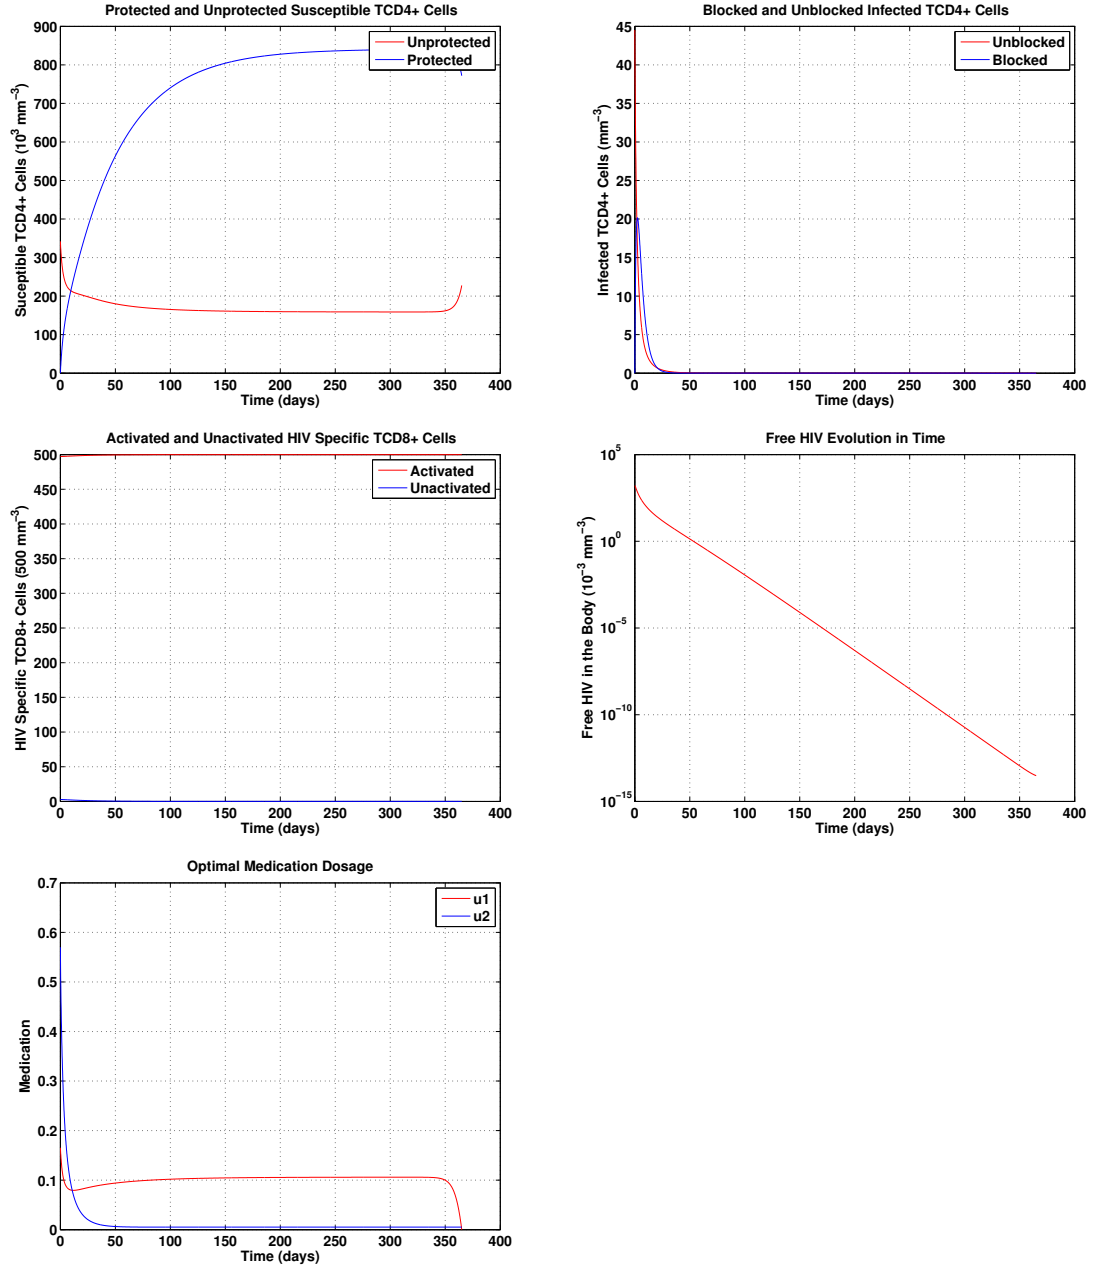 Protected and Unprotected Susceptible TCD4+ Cells
900
800
700
600
500
400
300
200
100
0
0 50 100 150 200 250 300 350 400
Suceptible TCD4+ Cells (10³ mm⁻³)
Time (days)
Unprotected
Protected
Blocked and Unblocked Infected TCD4+ Cells
45
40
35
30
25
20
15
10
5
0
0 50 100 150 200 250 300 350 400
Infected TCD4+ Cells (mm⁻³)
Time (days)
Unblocked
Blocked
Activated and Unactivated HIV Specific TCD8+ Cells
500
450
400
350
300
250
200
150
100
50
0
0 50 100 150 200 250 300 350 400
HIV Specific TCD8+ Cells (500 mm⁻³)
Time (days)
Activated
Unactivated
Free HIV Evolution in Time
10⁵
10⁰
10⁻⁵
10⁻¹⁰
10⁻¹⁵
0 50 100 150 200 250 300 350 400
Free HIV in the Body (10⁻³ mm⁻³)
Time (days)
Optimal Medication Dosage
0.7
0.6
0.5
0.4
0.3
0.2
0.1
0
0 50 100 150 200 250 300 350 400
Medication
Time (days)
u1
u2